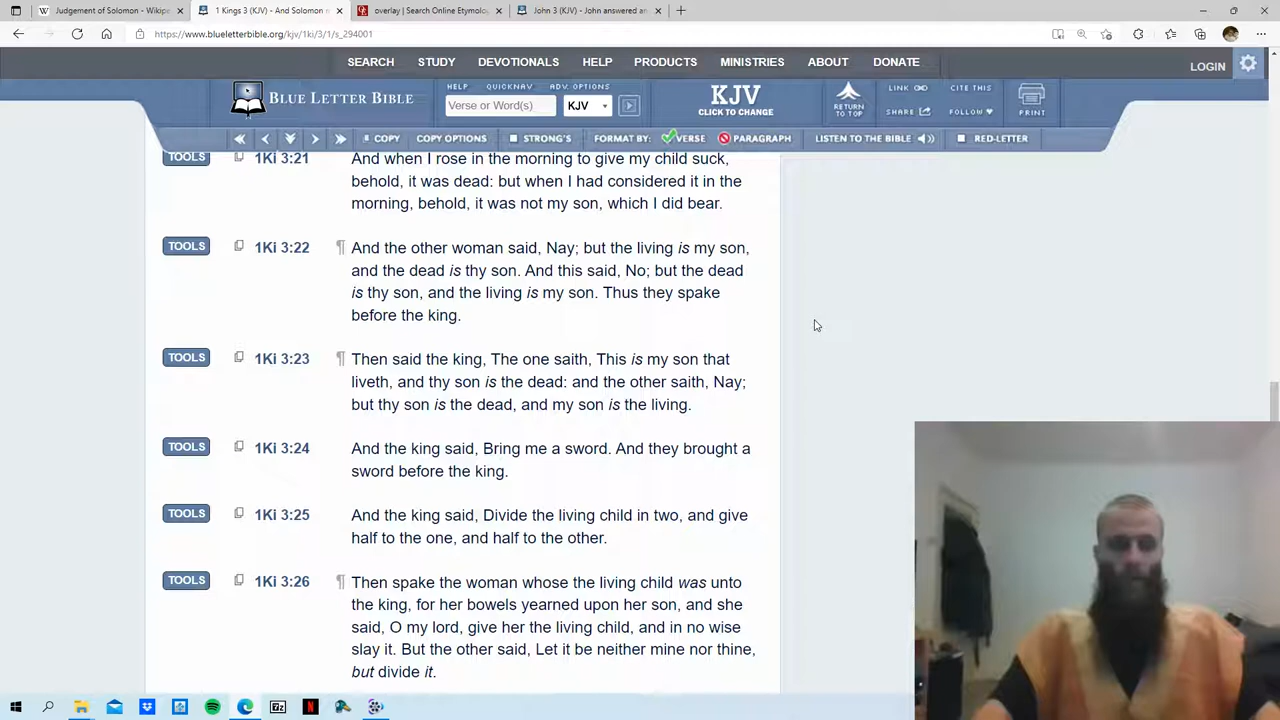 Judgement of Solomon - Wikipe
1 Kings 3 (KJV) - And Solomon m
overlay | Search Online Etymolo
John 3 (KJV) - John answered an
https://www.blueletterbible.org/kjv/1ki/3/1/s_294001
SEARCH STUDY DEVOTIONALS HELP PRODUCTS MINISTRIES ABOUT DONATE LOGIN
BLUE LETTER BIBLE
HELP QUICKNAV ADV. OPTIONS
Verse or Word(s) KJV
KJV
CLICK TO CHANGE
RETURN
TO TOP
LINK CITE THIS
SHARE FOLLOW
PRINT
COPY COPY OPTIONS STRONG'S FORMAT BY: VERSE PARAGRAPH LISTEN TO THE BIBLE RED-LETTER
TOOLS 1Ki 3:21 And when I rose in the morning to give my child suck,
behold, it was dead: but when I had considered it in the
morning, behold, it was not my son, which I did bear.
TOOLS 1Ki 3:22 ¶ And the other woman said, Nay; but the living is my son,
and the dead is thy son. And this said, No; but the dead
is thy son, and the living is my son. Thus they spake
before the king.
TOOLS 1Ki 3:23 ¶ Then said the king, The one saith, This is my son that
liveth, and thy son is the dead: and the other saith, Nay;
but thy son is the dead, and my son is the living.
TOOLS 1Ki 3:24 And the king said, Bring me a sword. And they brought a
sword before the king.
TOOLS 1Ki 3:25 And the king said, Divide the living child in two, and give
half to the one, and half to the other.
TOOLS 1Ki 3:26 ¶ Then spake the woman whose the living child was unto
the king, for her bowels yearned upon her son, and she
said, O my lord, give her the living child, and in no wise
slay it. But the other said, Let it be neither mine nor thine,
but divide it.